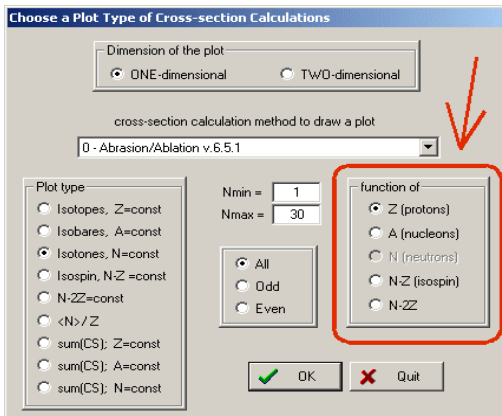 Choose a Plot Type of Cross-section Calculations
Dimension of the plot
ONE-dimensional
TWO-dimensional
cross-section calculation method to draw a plot
0 - Abrasion/Ablation v.6.5.1
Plot type
Isotopes, Z=const
Isobares, A=const
Isotones, N=const
Isospin, N-Z =const
N-2Z=const
<N>/Z
sum(CS); Z=const
sum(CS); A=const
sum(CS); N=const
Nmin = 1
Nmax = 30
All
Odd
Even
function of
Z (protons)
A (nucleons)
N (neutrons)
N-Z (isospin)
N-2Z
OK
Quit